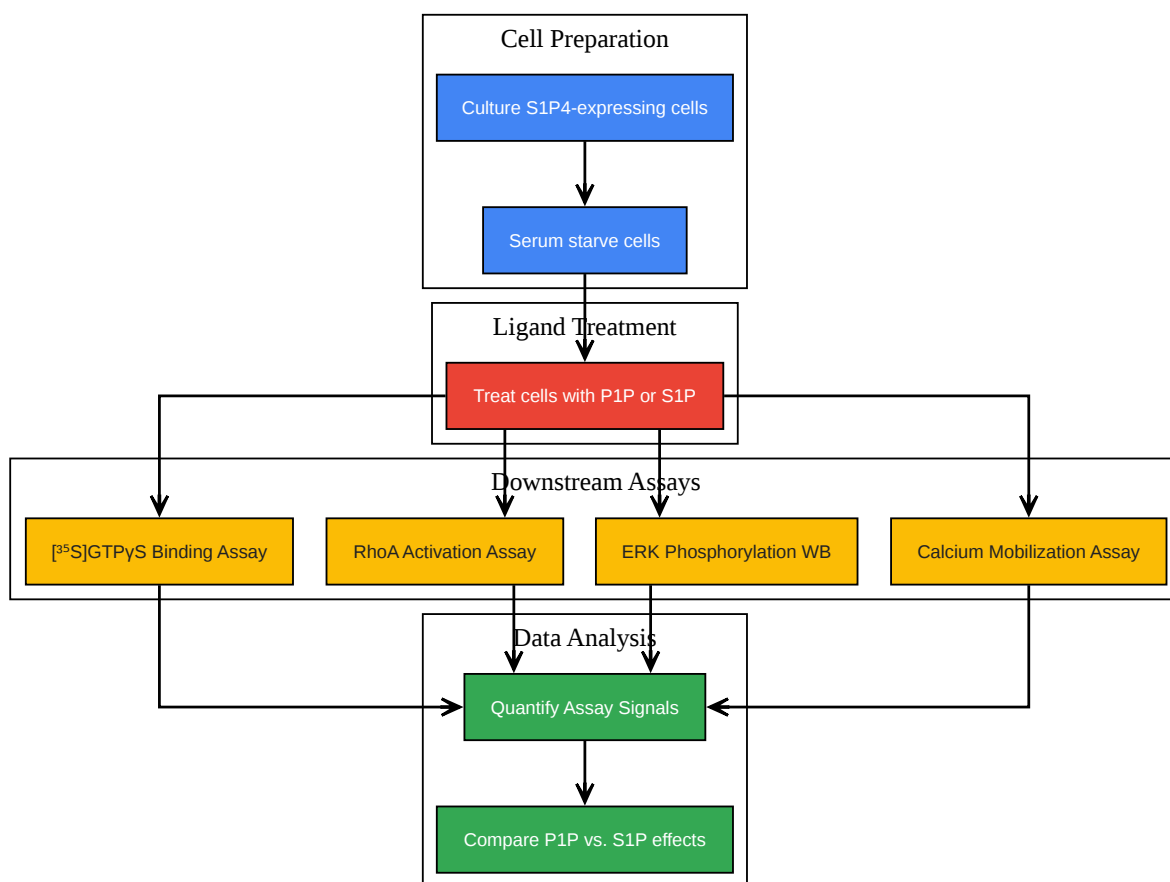 Cell Preparation
Culture S1P4-expressing cells
Serum starve cells
Ligand Treatment
Treat cells with P1P or S1P
Downstream Assays
[³⁵S]GTPγS Binding Assay
RhoA Activation Assay
ERK Phosphorylation WB
Calcium Mobilization Assay
Data Analysis
Quantify Assay Signals
Compare P1P vs. S1P effects